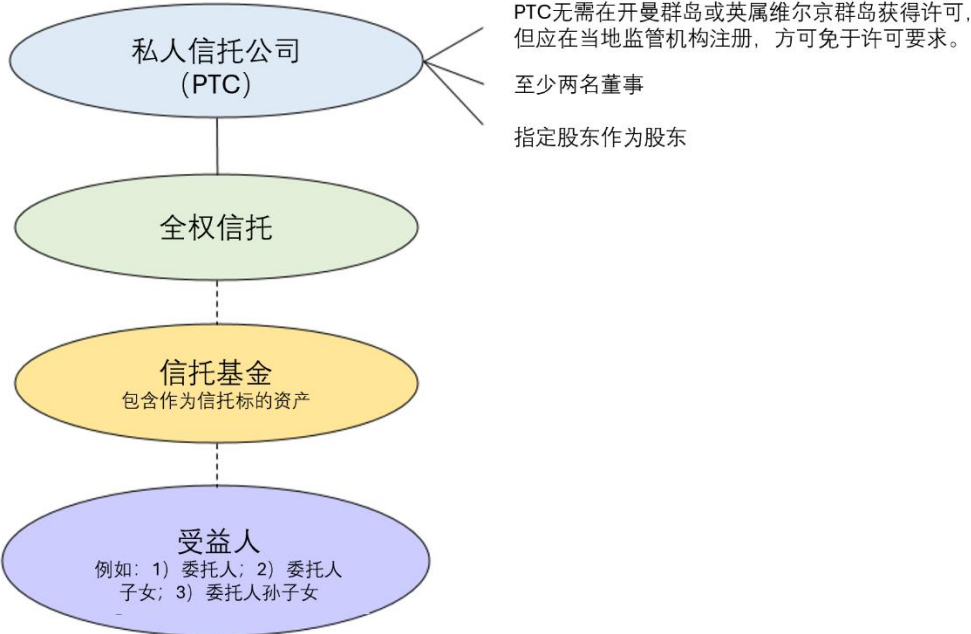 私人信托公司
（PTC）
PTC无需在开曼群岛或英属维尔京群岛获得许可，
但应在当地监管机构注册，方可免于许可要求。
至少两名董事
指定股东作为股东
全权信托
信托基金
包含作为信托标的资产
受益人
例如：1）委托人；2）委托人
子女；3）委托人孙子女